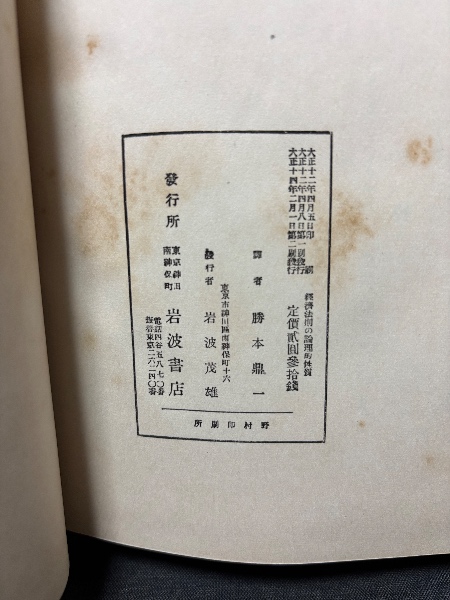 大正十二年四月五日印刷
大正十二年四月八日第一刷發行
大正十四年二月一日第二刷發行
經濟法則の論理的性質
定價貳圓參拾錢
譯者 勝本鼎一
東京市神田區南神保町十六
發行者 岩波茂雄
發行所
東京神田
南神保町
岩波書店
電話四谷五八七〇番
振替東京二六二四〇番
野村印刷所